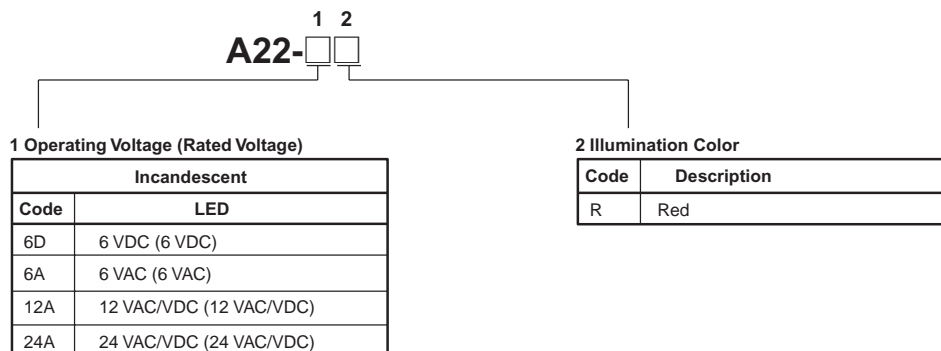 1 2
A22-
1 Operating Voltage (Rated Voltage)
Incandescent
Code LED
6D 6 VDC (6 VDC)
6A 6 VAC (6 VAC)
12A 12 VAC/VDC (12 VAC/VDC)
24A 24 VAC/VDC (24 VAC/VDC)
2 Illumination Color
Code Description
R Red